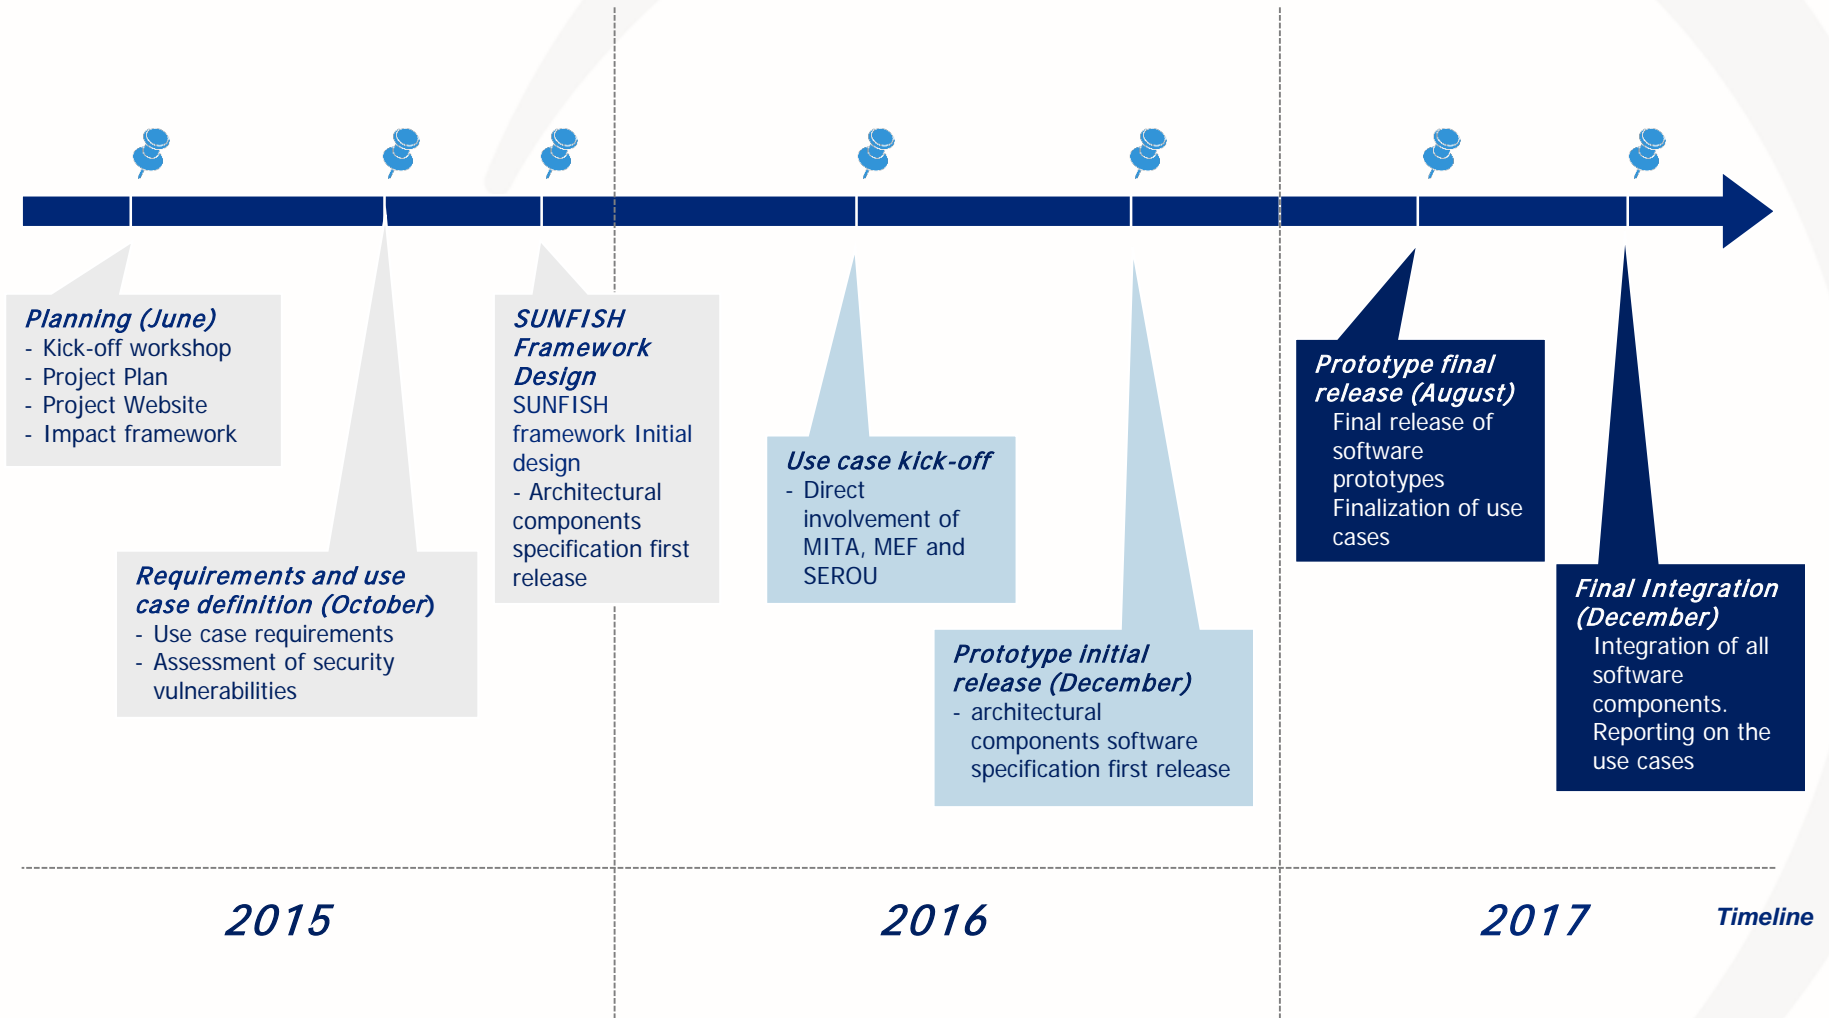 Planning (June)
- Kick-off workshop
- Project Plan
- Project Website
- Impact framework
Requirements and use
case definition (October)
- Use case requirements
- Assessment of security
vulnerabilities
SUNFISH
Framework
Design
SUNFISH
framework Initial
design
- Architectural
components
specification first
release
Use case kick-off
- Direct
involvement of
MITA, MEF and
SEROU
Prototype initial
release (December)
- architectural
components software
specification first release
Prototype final
release (August)
Final release of
software
prototypes
Finalization of use
cases
Final Integration
(December)
Integration of all
software
components.
Reporting on the
use cases
2015
2016
2017
Timeline